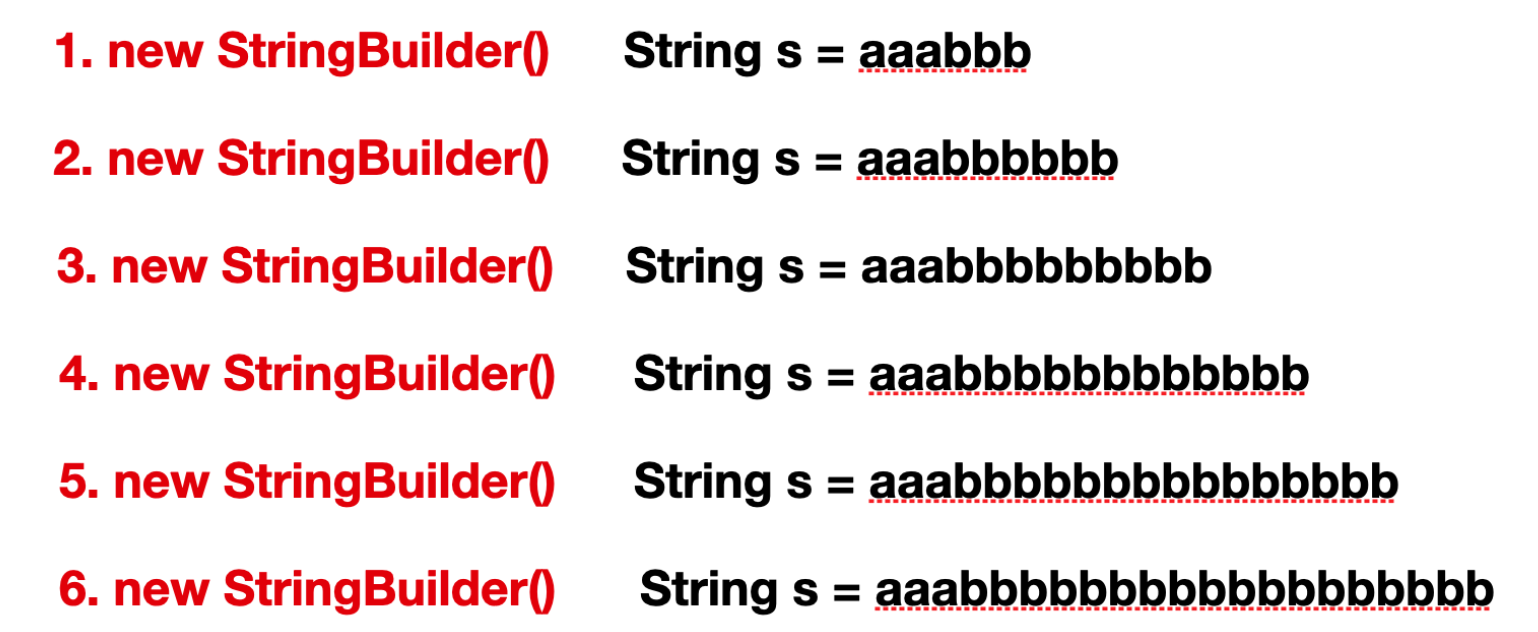 1. new StringBuilder() String s = aaabbb
2. new StringBuilder() String s = aaabbbbbb
3. new StringBuilder() String s = aaabbbbbbbbb
4. new StringBuilder() String s = aaabbbbbbbbbbbb
5. new StringBuilder() String s = aaabbbbbbbbbbbbbbb
6. new StringBuilder() String s = aaabbbbbbbbbbbbbbbbbb